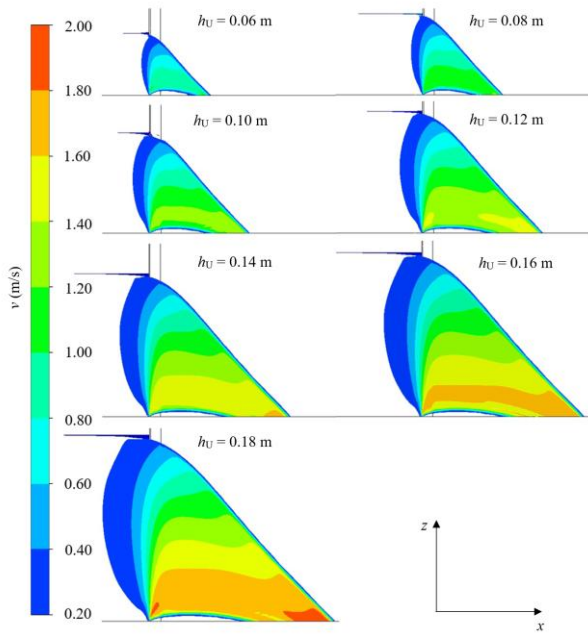 2.00
1.80
1.60
1.40
1.20
1.00
0.80
0.60
0.40
0.20
v (m/s)
hU = 0.06 m
hU = 0.08 m
hU = 0.10 m
hU = 0.12 m
hU = 0.14 m
hU = 0.16 m
hU = 0.18 m
z
x